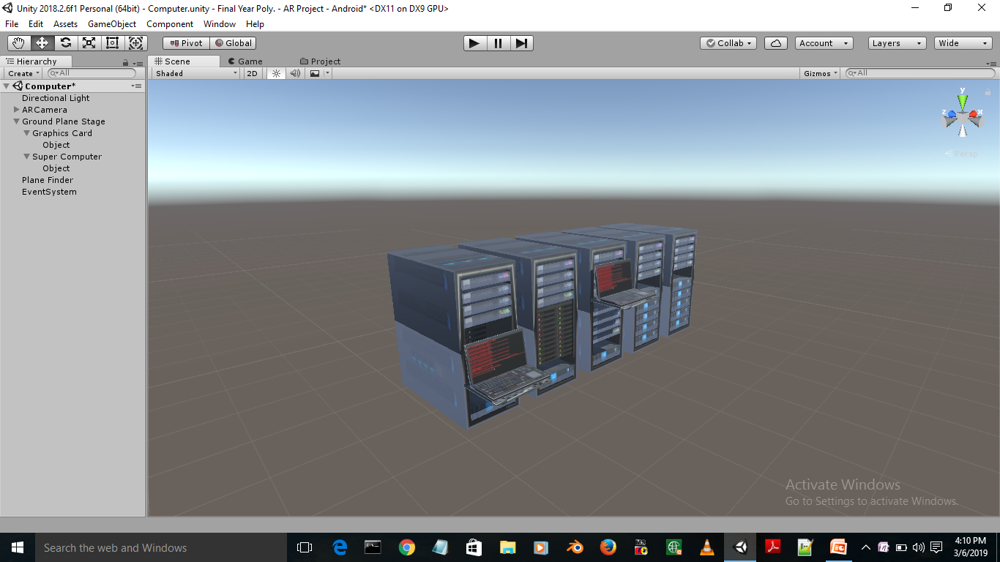 Unity 2018.2.6f1 Personal (64bit) - Computer.unity - Final Year Poly. - AR Project - Android* <DX11 on DX9 GPU>
File Edit Assets GameObject Component Window Help
Pivot Global Collab Account Layers Wide
Hierarchy Scene Game Project
Create All Shaded 2D Gizmos All
Computer*
Directional Light
ARCamera
Ground Plane Stage
Graphics Card
Object
Super Computer
Object
Plane Finder
EventSystem
y
z x
Persp
Activate Windows
Go to Settings to activate Windows.
Search the web and Windows
4:10 PM
3/6/2019